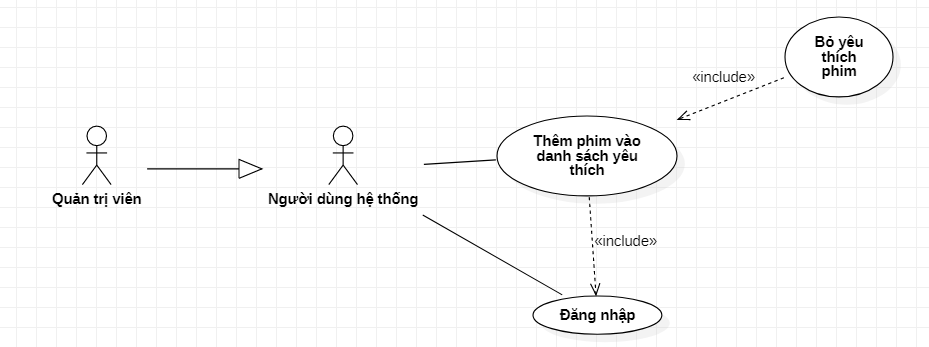 Bỏ yêu
thích
phim
«include»
Thêm phim vào
danh sách yêu
thích
Quản trị viên
Người dùng hệ thống
«include»
Đăng nhập